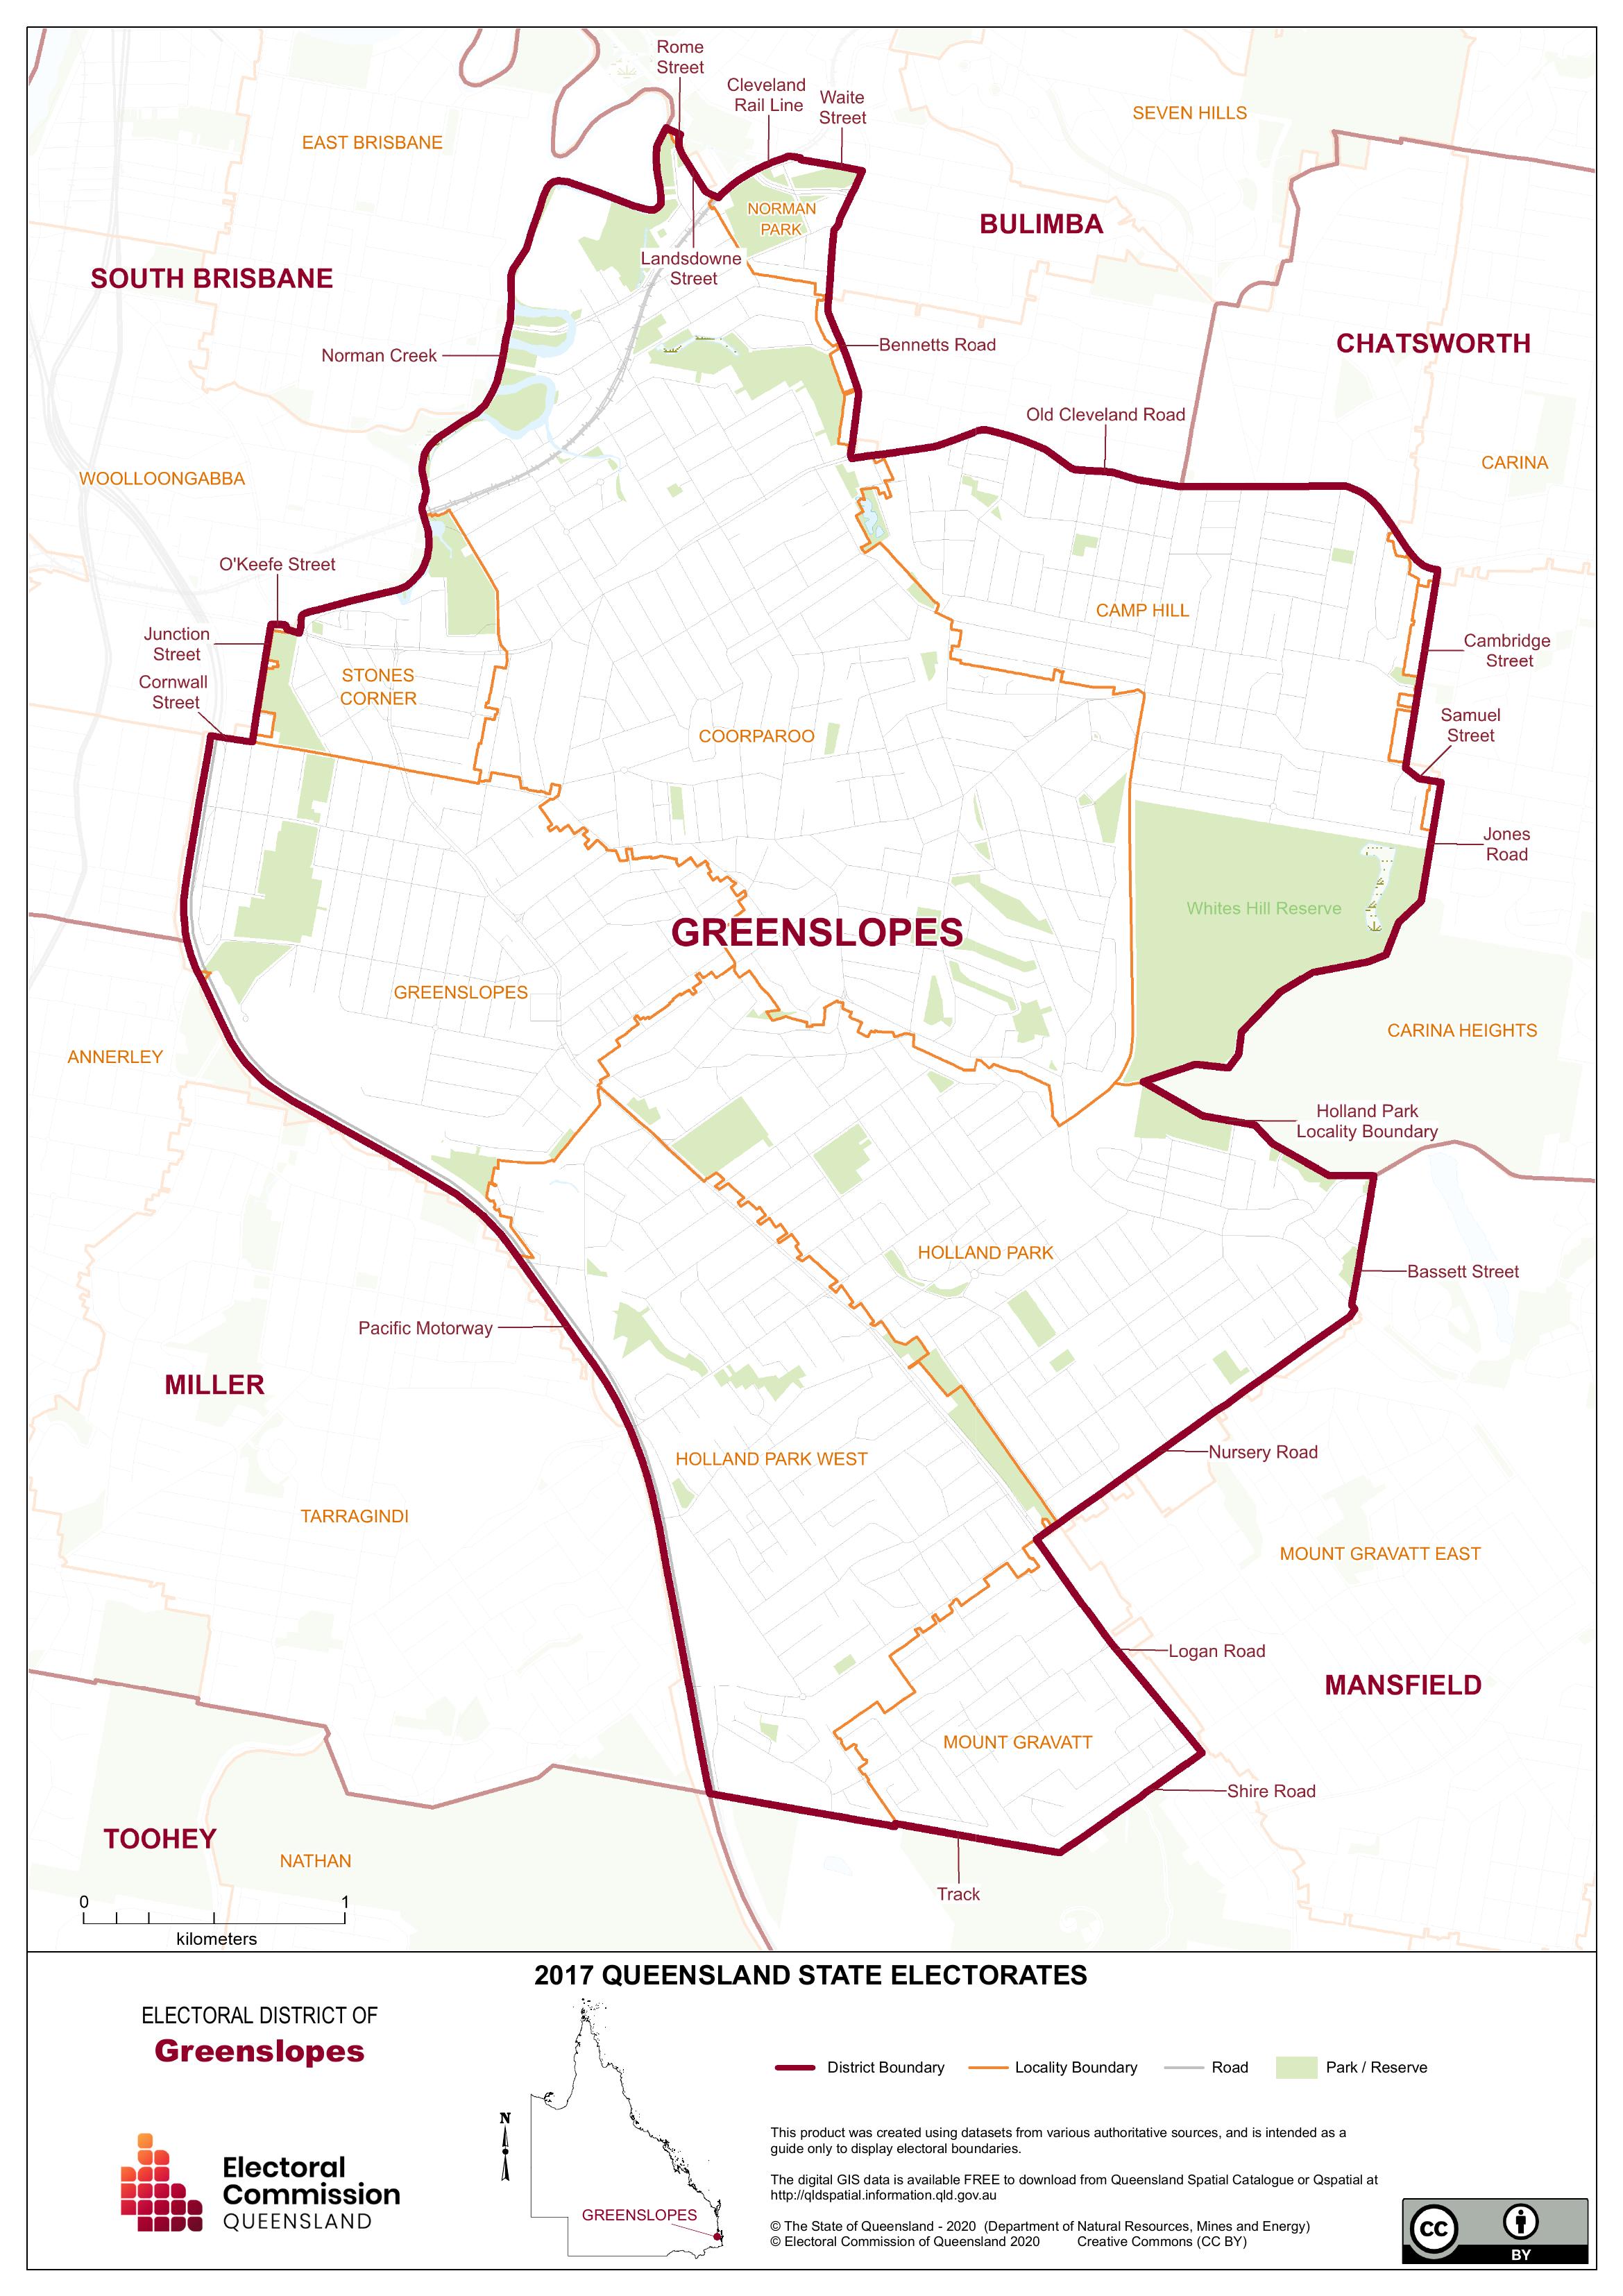 Rome
Street
Cleveland
Rail Line
Waite
Street
SEVEN HILLS
EAST BRISBANE
NORMAN
PARK
BULIMBA
Landsdowne
Street
SOUTH BRISBANE
CHATSWORTH
Bennetts Road
Norman Creek
Old Cleveland Road
CARINA
WOOLLOONGABBA
O'Keefe Street
CAMP HILL
Junction
Street
Cambridge
Street
STONES
CORNER
Cornwall
Street
Samuel
Street
COORPAROO
Jones
Road
Whites Hill Reserve
GREENSLOPES
GREENSLOPES
CARINA HEIGHTS
ANNERLEY
Holland Park
Locality Boundary
HOLLAND PARK
Bassett Street
Pacific Motorway
MILLER
Nursery Road
HOLLAND PARK WEST
TARRAGINDI
MOUNT GRAVATT EAST
Logan Road
MANSFIELD
MOUNT GRAVATT
Shire Road
TOOHEY
NATHAN
Track
0 1
kilometers
2017 QUEENSLAND STATE ELECTORATES
ELECTORAL DISTRICT OF
Greenslopes
District Boundary
Locality Boundary
Road
Park / Reserve
N
GREENSLOPES
Electoral
Commission
QUEENSLAND
This product was created using datasets from various authoritative sources, and is intended as a
guide only to display electoral boundaries.
The digital GIS data is available FREE to download from Queensland Spatial Catalogue or Qspatial at
http://qldspatial.information.qld.gov.au
© The State of Queensland - 2020 (Department of Natural Resources, Mines and Energy)
© Electoral Commission of Queensland 2020 Creative Commons (CC BY)
CC
BY